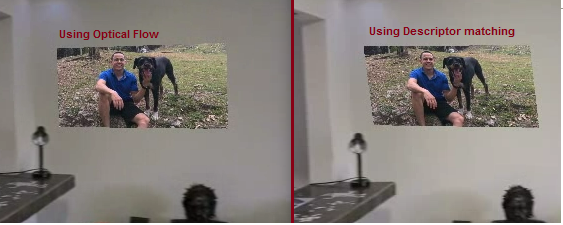 Using Optical Flow
Using Descriptor matching